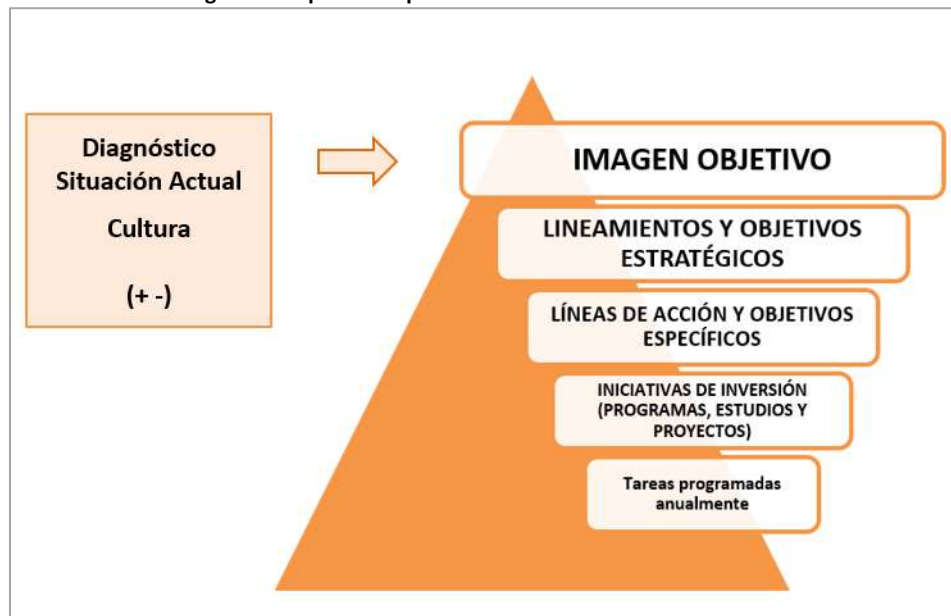 Diagnóstico
Situación Actual
Cultura
(+ -)
IMAGEN OBJETIVO
LINEAMIENTOS Y OBJETIVOS
ESTRATÉGICOS
LÍNEAS DE ACCIÓN Y OBJETIVOS
ESPECÍFICOS
INICIATIVAS DE INVERSIÓN
(PROGRAMAS, ESTUDIOS Y
PROYECTOS)
Tareas programadas
anualmente